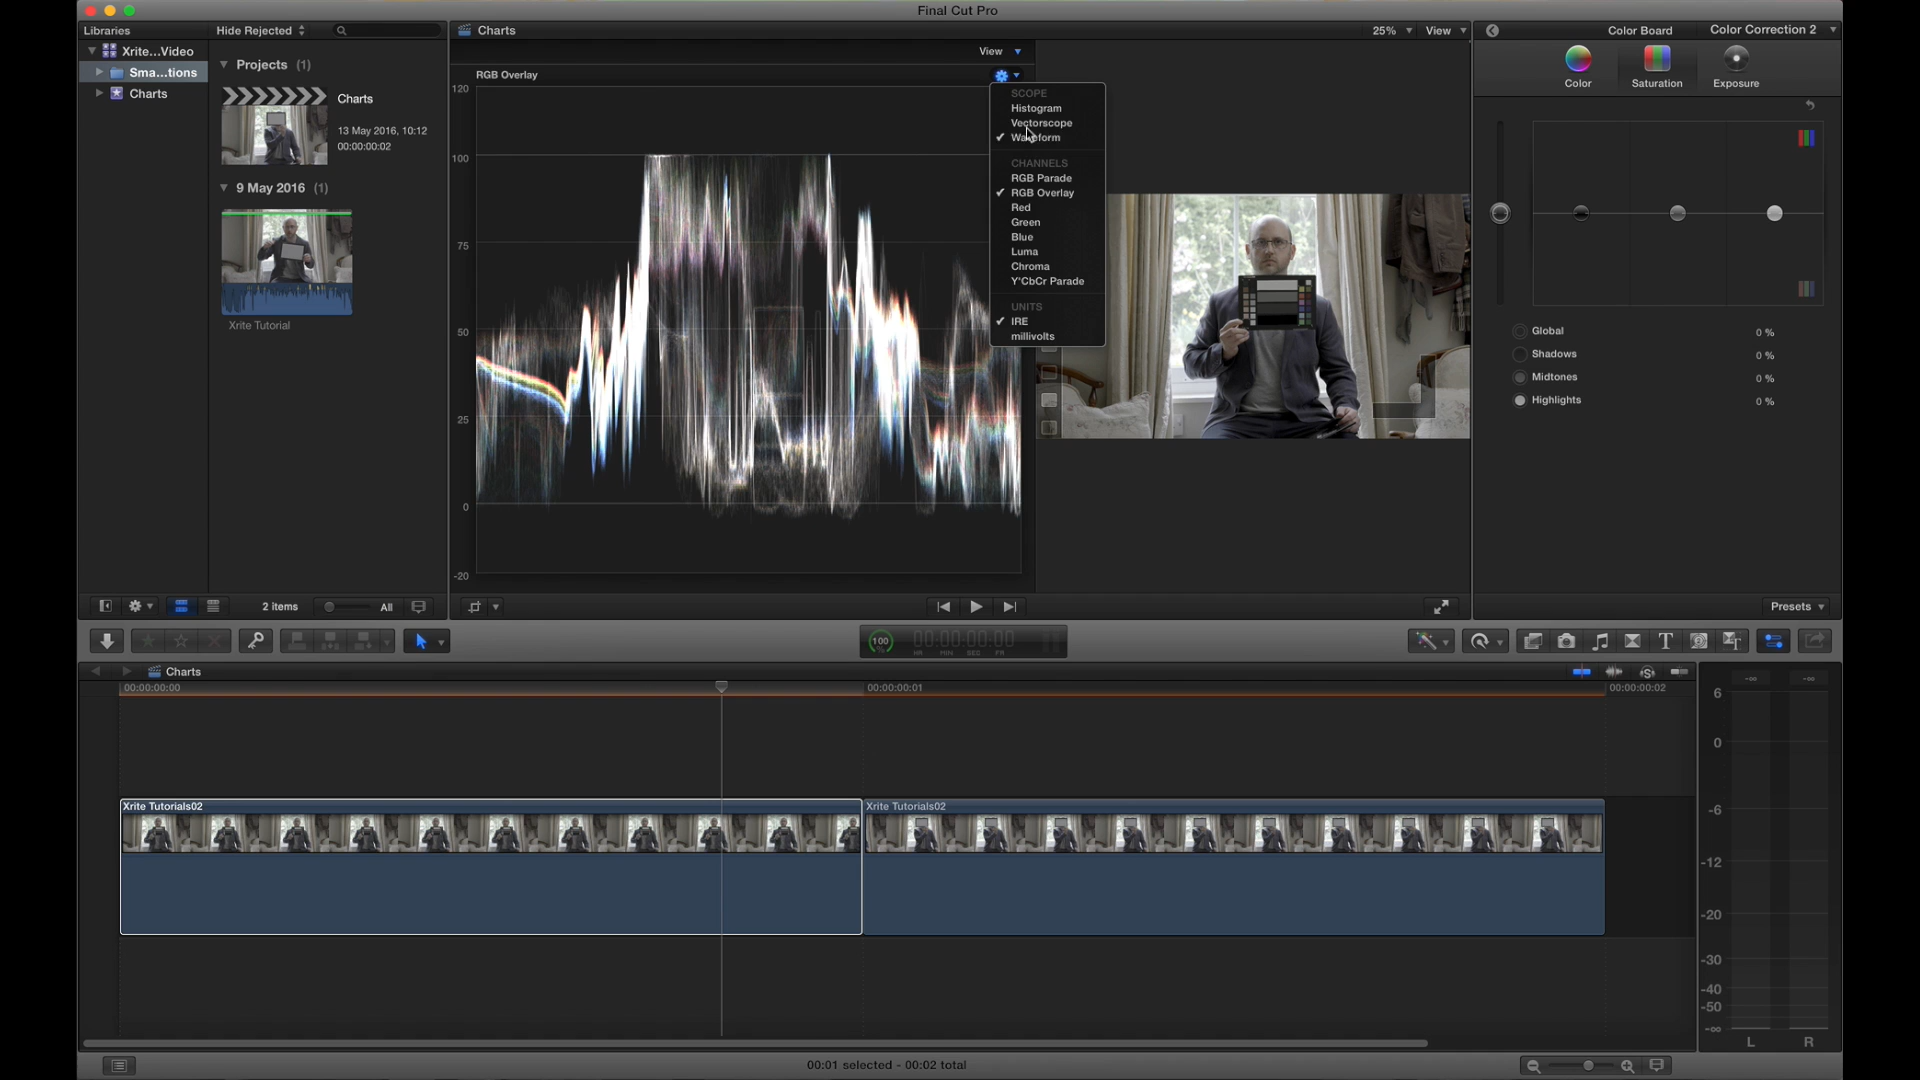 Final Cut Pro
Libraries
Hide Rejected
Charts
25%
View
Color Board
Color Correction 2
Xrite...Video
Sma...tions
Charts
Projects (1)
Charts
13 May 2016, 10:12
00:00:00:02
9 May 2016 (1)
Xrite Tutorial
View
RGB Overlay
120
100
75
50
25
0
-20
SCOPE
Histogram
Vectorscope
✓ Waveform
CHANNELS
RGB Parade
✓ RGB Overlay
Red
Green
Blue
Luma
Chroma
Y'CbCr Parade
UNITS
✓ IRE
millivolts
Color
Saturation
Exposure
Global 0 %
Shadows 0 %
Midtones 0 %
Highlights 0 %
2 items
All
Presets
100
%
00:00:00:00
HR MIN SEC FR
T
Charts
00:00:00:00
00:00:00:01
00:00:00:02
Xrite Tutorials02
Xrite Tutorials02
-∞ -∞
6
0
-6
-12
-20
-30
-40
-50
-∞
L R
00:01 selected - 00:02 total